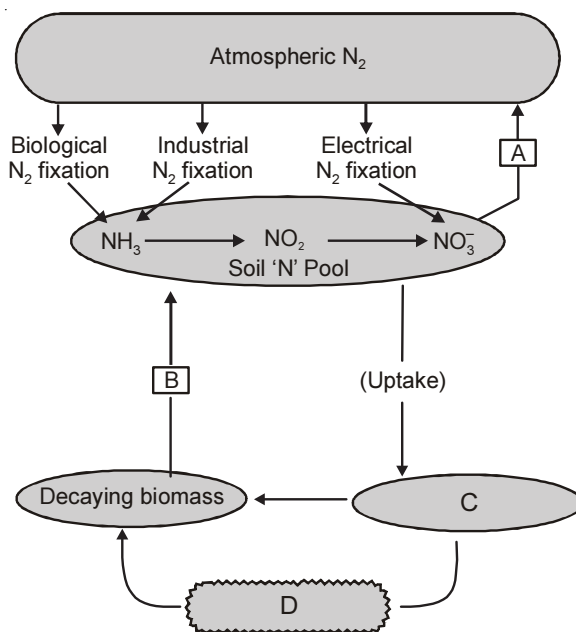 Atmospheric N₂
Biological
N₂ fixation
Industrial
N₂ fixation
Electrical
N₂ fixation
A
NH₃
NO₂
NO₃⁻
Soil ‘N’ Pool
B
(Uptake)
Decaying biomass
C
D